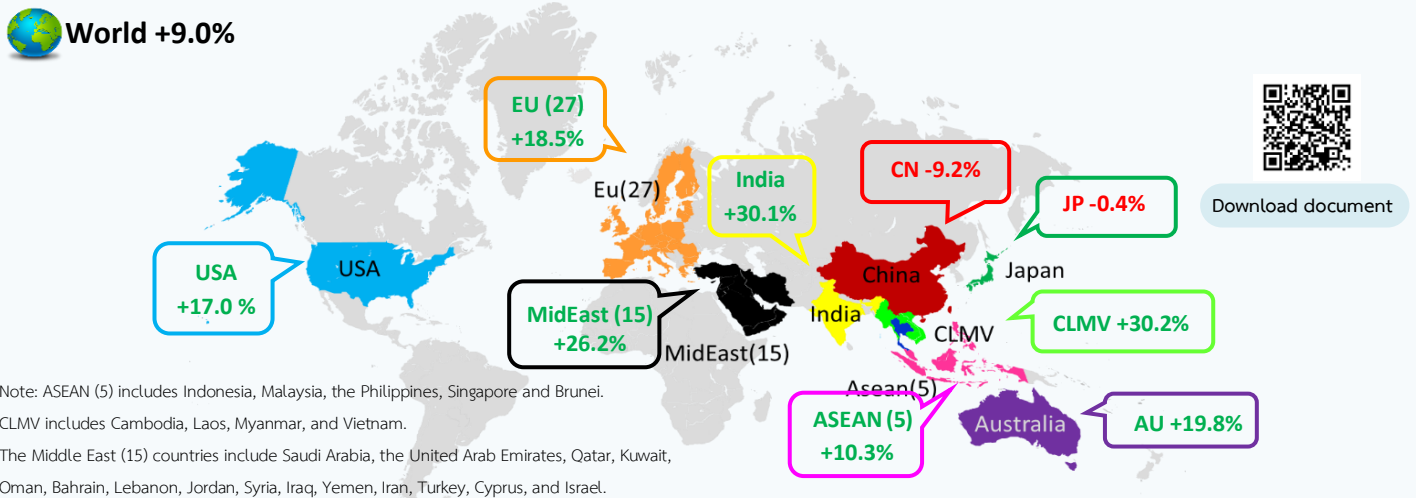 World +9.0%
EU (27)
+18.5%
Eu(27)
India
+30.1%
CN -9.2%
JP -0.4%
Download document
USA
+17.0 %
USA
China
Japan
MidEast (15)
+26.2%
MidEast(15)
India
CLMV
CLMV +30.2%
Asean(5)
ASEAN (5)
+10.3%
Australia
AU +19.8%
Note: ASEAN (5) includes Indonesia, Malaysia, the Philippines, Singapore and Brunei.
CLMV includes Cambodia, Laos, Myanmar, and Vietnam.
The Middle East (15) countries include Saudi Arabia, the United Arab Emirates, Qatar, Kuwait,
Oman, Bahrain, Lebanon, Jordan, Syria, Iraq, Yemen, Iran, Turkey, Cyprus, and Israel.